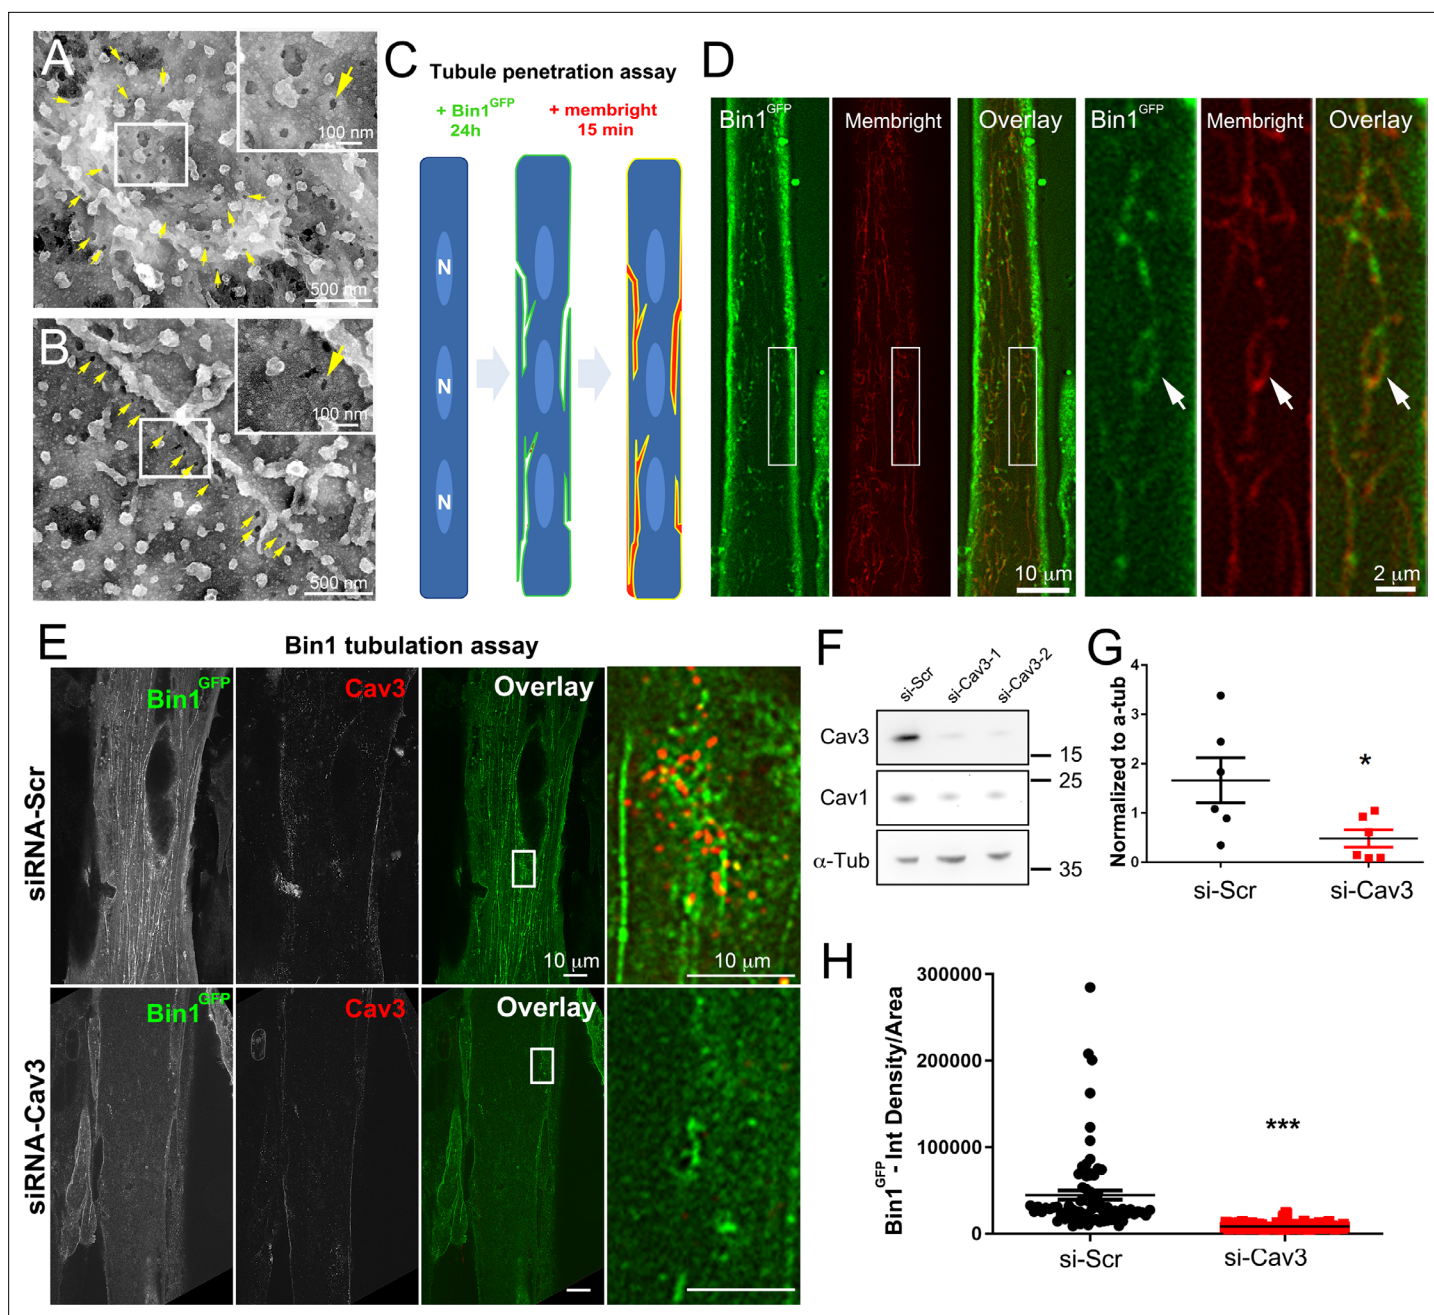 A
100 nm
500 nm
B
100 nm
500 nm
C
Tubule penetration assay
+ Bin1GFP
24h
+ membright
15 min
N
N
N
D
Bin1GFP
Membright
Overlay
10 μm
Bin1GFP
Membright
Overlay
2 μm
E
Bin1 tubulation assay
siRNA-Scr
Bin1GFP
Cav3
Overlay
10 μm
10 μm
siRNA-Cav3
Bin1GFP
Cav3
Overlay
F
si-Scr
si-Cav3-1
si-Cav3-2
Cav3
15
25
Cav1
α-Tub
35
G
Normalized to a-tub
4
3
2
1
0
*
si-Scr
si-Cav3
H
Bin1GFP - Int Density/Area
300000
200000
100000
0
***
si-Scr
si-Cav3